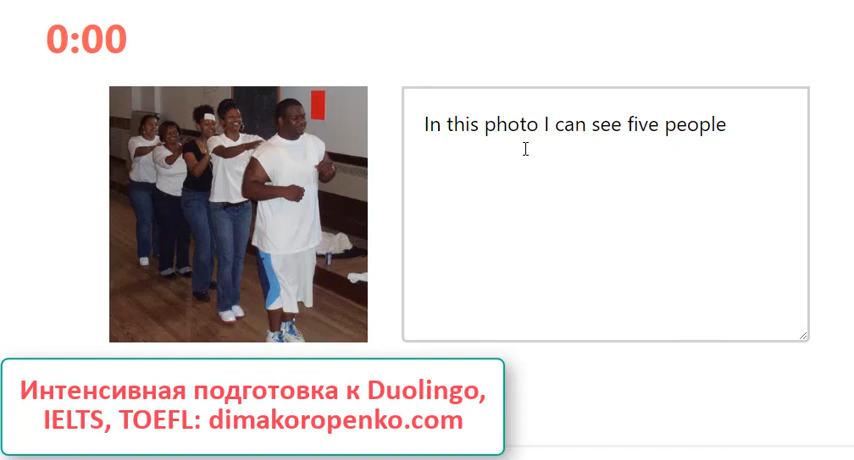 0:00
In this photo I can see five people
Интенсивная подготовка к Duolingo,
IELTS, TOEFL: dimakoropenko.com